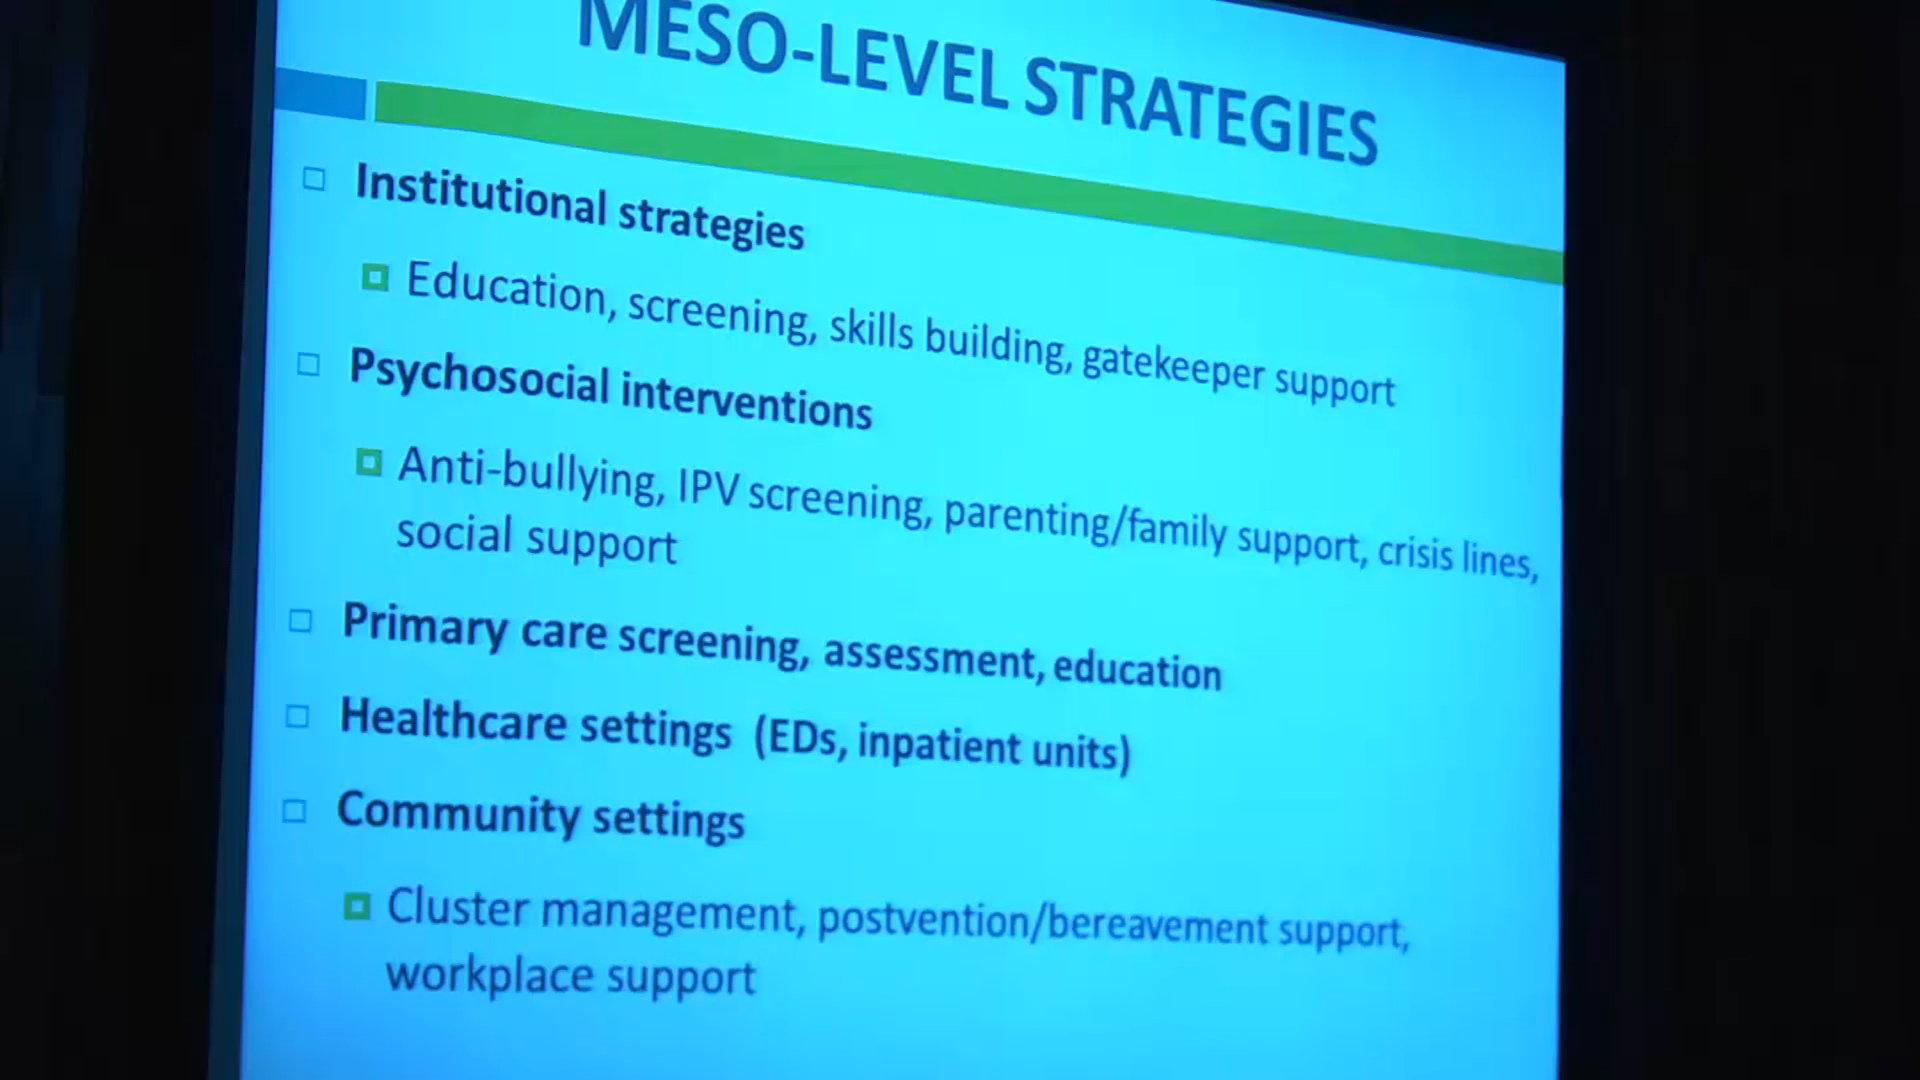 MESO-LEVEL STRATEGIES
Institutional strategies
Education, screening, skills building, gatekeeper support
Psychosocial interventions
Anti-bullying, IPV screening, parenting/family support, crisis lines,
social support
Primary care screening, assessment, education
Healthcare settings (EDs, inpatient units)
Community settings
Cluster management, postvention/bereavement support,
workplace support